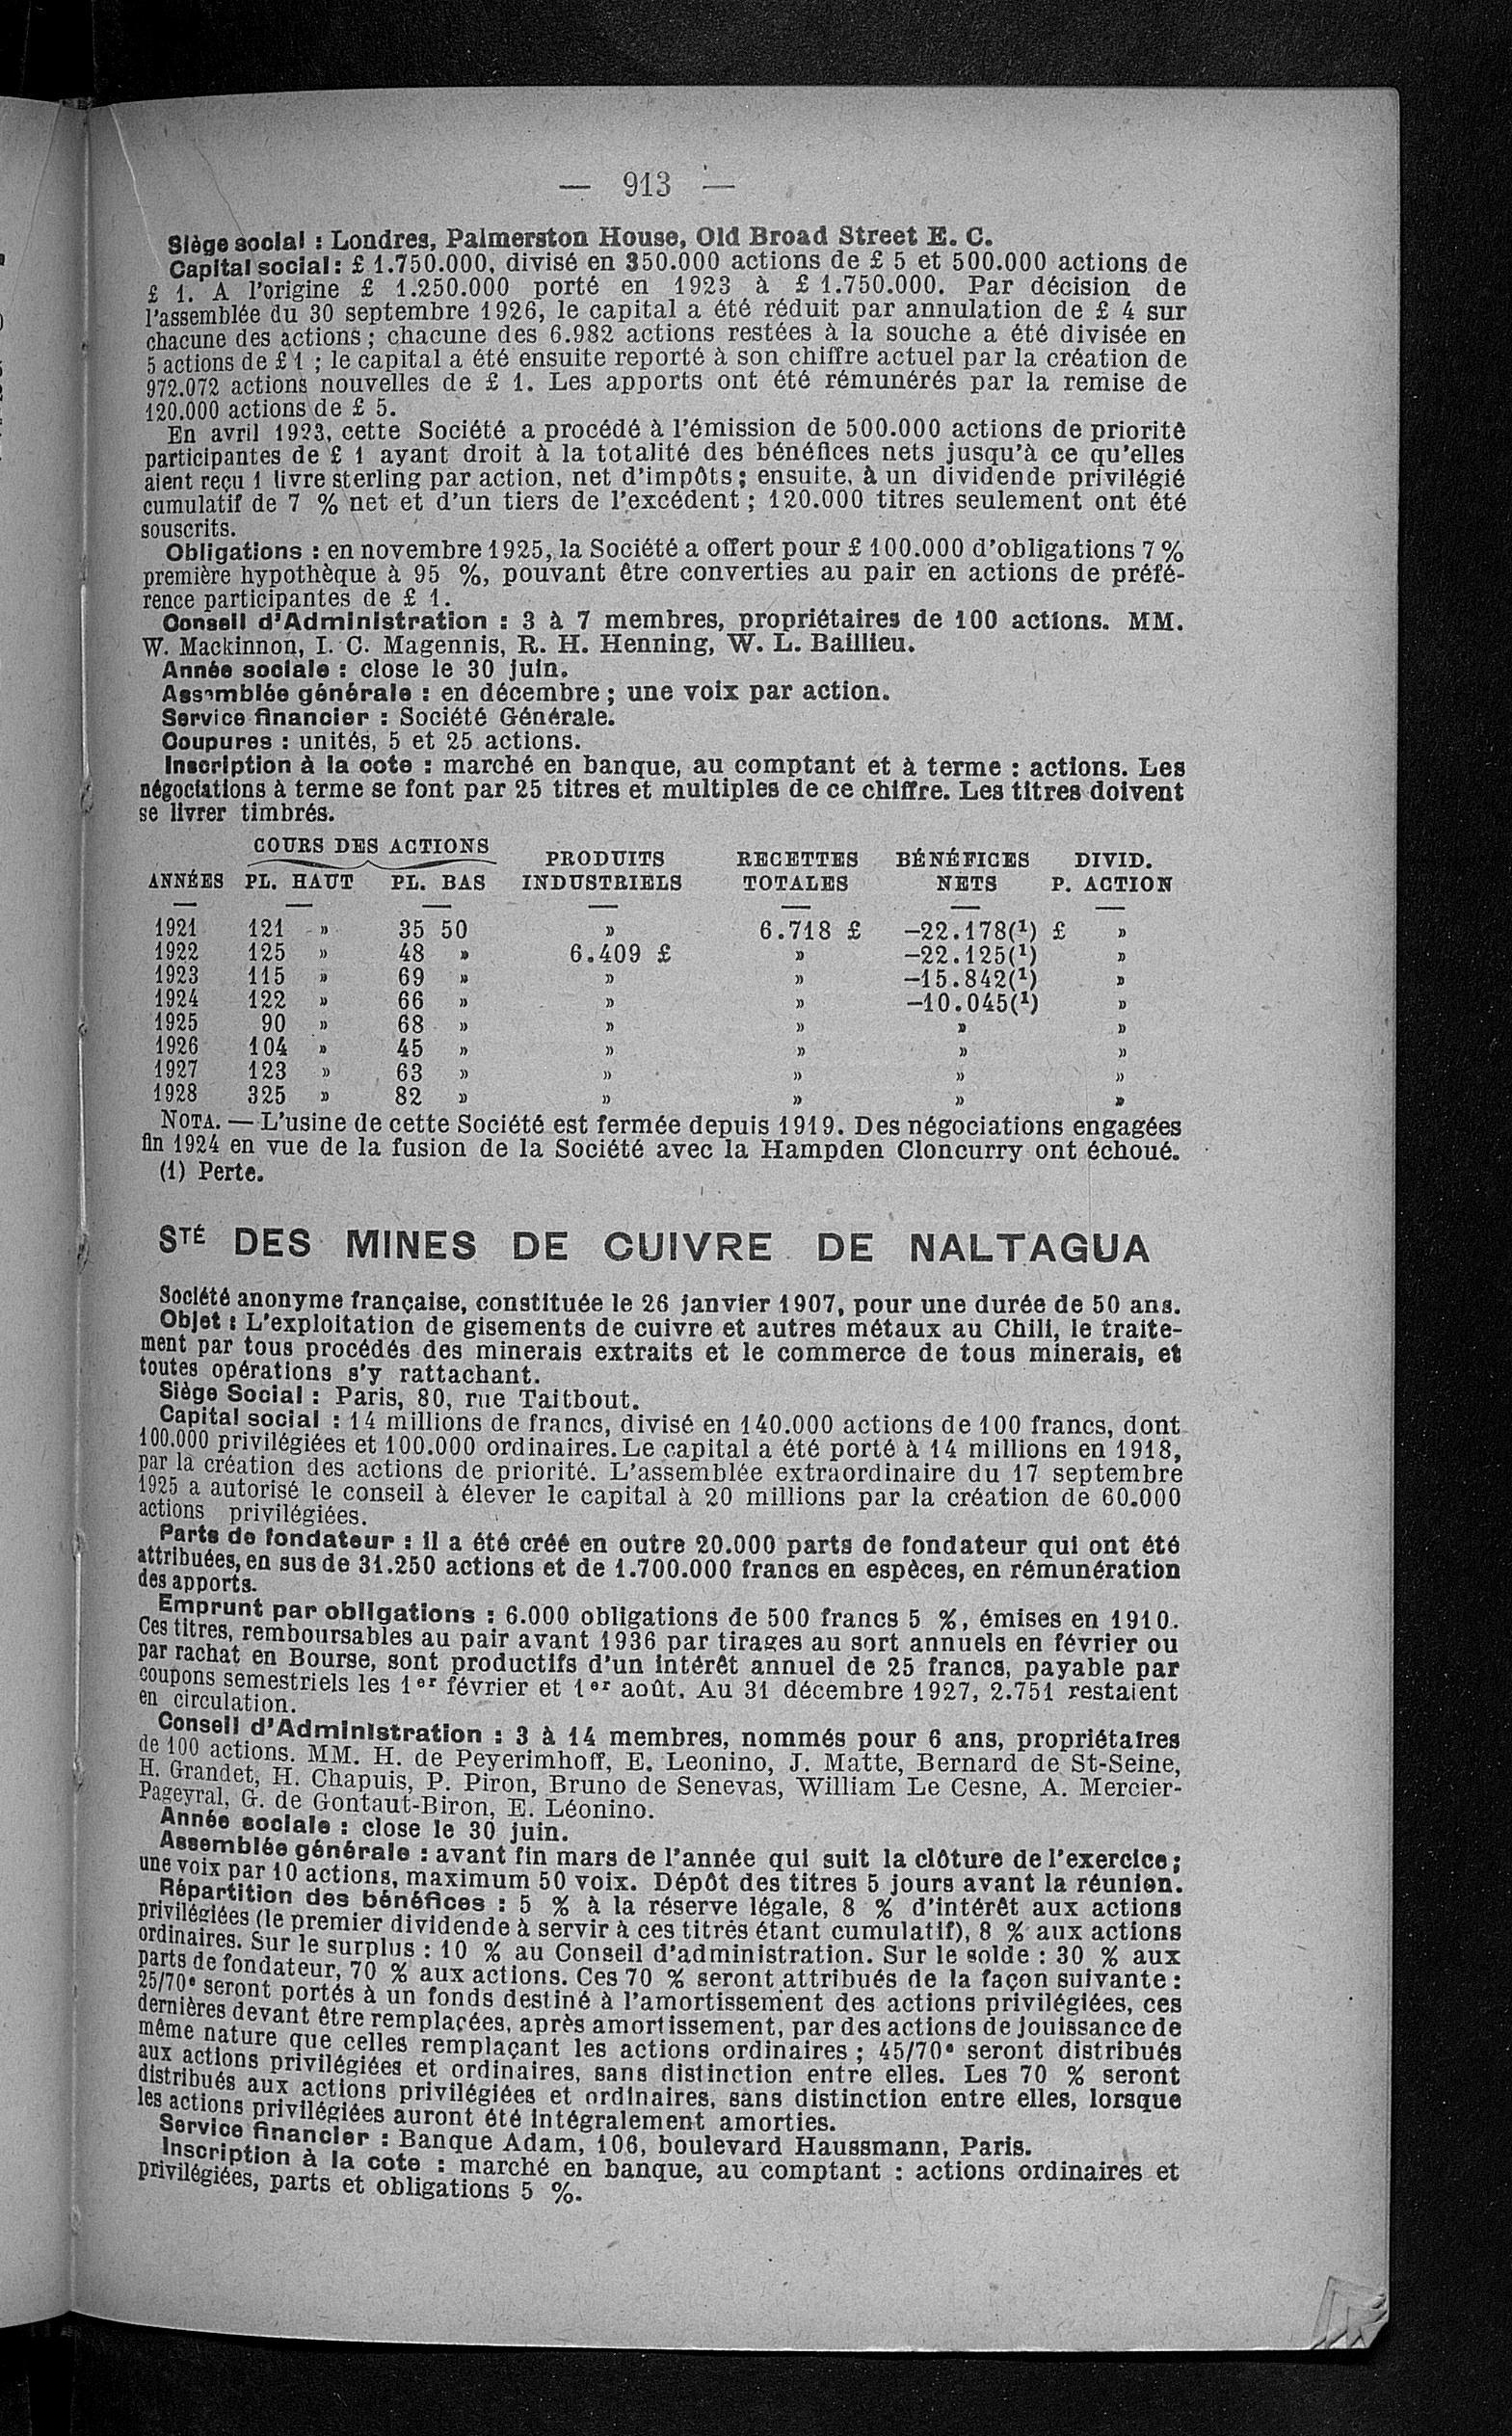 — 913 —
Siège social : Londres, Palmerston House, Old Broad Street E. C.
Capital social : £ 1.750.000, divisé en 350.000 actions de £ 5 et 500.000 actions de
£ 1. A l'origine £ 1.250.000 porté en 1923 à £ 1.750.000. Par décision de
l'assemblée du 30 septembre 1926, le capital a été réduit par annulation de £ 4 sur
chacune des actions ; chacune des 6.982 actions restées à la souche a été divisée en
5 actions de £ 1 ; le capital a été ensuite reporté à son chiffre actuel par la création de
972.072 actions nouvelles de £ 1. Les apports ont été rémunérés par la remise de
120.000 actions de £ 5.
En avril 1923, cette Société a procédé à l'émission de 500.000 actions de priorité
participantes de £ 1 ayant droit à la totalité des bénéfices nets jusqu'à ce qu'elles
aient reçu 1 livre sterling par action, net d'impôts ; ensuite, à un dividende privilégié
cumulatif de 7 % net et d'un tiers de l'excédent ; 120.000 titres seulement ont été
souscrits.
Obligations : en novembre 1925, la Société a offert pour £ 100.000 d'obligations 7 %
première hypothèque à 95 %, pouvant être converties au pair en actions de préfé-
rence participantes de £ 1.
Conseil d'Administration : 3 à 7 membres, propriétaires de 100 actions. MM.
W. Mackinnon, I. C. Magennis, R. H. Henning, W. L. Baillieu.
Année sociale : close le 30 juin.
Assemblée générale : en décembre ; une voix par action.
Service financier : Société Générale.
Coupures : unités, 5 et 25 actions.
Inscription à la cote : marché en banque, au comptant et à terme : actions. Les
négociations à terme se font par 25 titres et multiples de ce chiffre. Les titres doivent
se livrer timbrés.
COURS DES ACTIONS PRODUITS RECETTES BÉNÉFICES DIVID.
ANNÉES PL. HAUT PL. BAS INDUSTRIELS TOTALES NETS P. ACTION
1921 121 » 35 50 » 6.718 £ —22.178(1) £ »
1922 125 » 48 » 6.409 £ » —22.125(1) »
1923 115 » 69 » » » —15.842(1) »
1924 122 » 66 » » » —10.045(1) »
1925 90 » 68 » » » » »
1926 104 » 45 » » » » »
1927 123 » 63 » » » » »
1928 325 » 82 » » » » »
NOTA. — L'usine de cette Société est fermée depuis 1919. Des négociations engagées
fin 1924 en vue de la fusion de la Société avec la Hampden Cloncurry ont échoué.
(1) Perte.
STÉ DES MINES DE CUIVRE DE NALTAGUA
Société anonyme française, constituée le 26 janvier 1907, pour une durée de 50 ans.
Objet : L'exploitation de gisements de cuivre et autres métaux au Chili, le traite-
ment par tous procédés des minerais extraits et le commerce de tous minerais, et
toutes opérations s'y rattachant.
Siège Social : Paris, 80, rue Taitbout.
Capital social : 14 millions de francs, divisé en 140.000 actions de 100 francs, dont
100.000 privilégiées et 100.000 ordinaires. Le capital a été porté à 14 millions en 1918,
par la création des actions de priorité. L'assemblée extraordinaire du 17 septembre
1925 a autorisé le conseil à élever le capital à 20 millions par la création de 60.000
actions privilégiées.
Parts de fondateur : il a été créé en outre 20.000 parts de fondateur qui ont été
attribuées, en sus de 31.250 actions et de 1.700.000 francs en espèces, en rémunération
des apports.
Emprunt par obligations : 6.000 obligations de 500 francs 5 %, émises en 1910.
Ces titres, remboursables au pair avant 1936 par tirages au sort annuels en février ou
par rachat en Bourse, sont productifs d'un intérêt annuel de 25 francs, payable par
coupons semestriels les 1er février et 1er août. Au 31 décembre 1927, 2.751 restaient
en circulation.
Conseil d'Administration : 3 à 14 membres, nommés pour 6 ans, propriétaires
de 100 actions. MM. H. de Peyerimhoff, E. Leonino, J. Matte, Bernard de St-Seine,
H. Grandet, H. Chapuis, P. Piron, Bruno de Senevas, William Le Cesne, A. Mercier-
Pageyral, G. de Gontaut-Biron, E. Léonino.
Année sociale : close le 30 juin.
Assemblée générale : avant fin mars de l'année qui suit la clôture de l'exercice ;
une voix par 10 actions, maximum 50 voix. Dépôt des titres 5 jours avant la réunion.
Répartition des bénéfices : 5 % à la réserve légale, 8 % d'intérêt aux actions
privilégiées (le premier dividende à servir à ces titres étant cumulatif), 8 % aux actions
ordinaires. Sur le surplus : 10 % au Conseil d'administration. Sur le solde : 30 % aux
parts de fondateur, 70 % aux actions. Ces 70 % seront attribués de la façon suivante :
25/70e seront portés à un fonds destiné à l'amortissement des actions privilégiées, ces
dernières devant être remplacées, après amortissement, par des actions de jouissance de
même nature que celles remplaçant les actions ordinaires ; 45/70e seront distribués
aux actions privilégiées et ordinaires, sans distinction entre elles. Les 70 % seront
distribués aux actions privilégiées et ordinaires, sans distinction entre elles, lorsque
les actions privilégiées auront été intégralement amorties.
Service financier : Banque Adam, 106, boulevard Haussmann, Paris.
Inscription à la cote : marché en banque, au comptant : actions ordinaires et
privilégiées, parts et obligations 5 %.